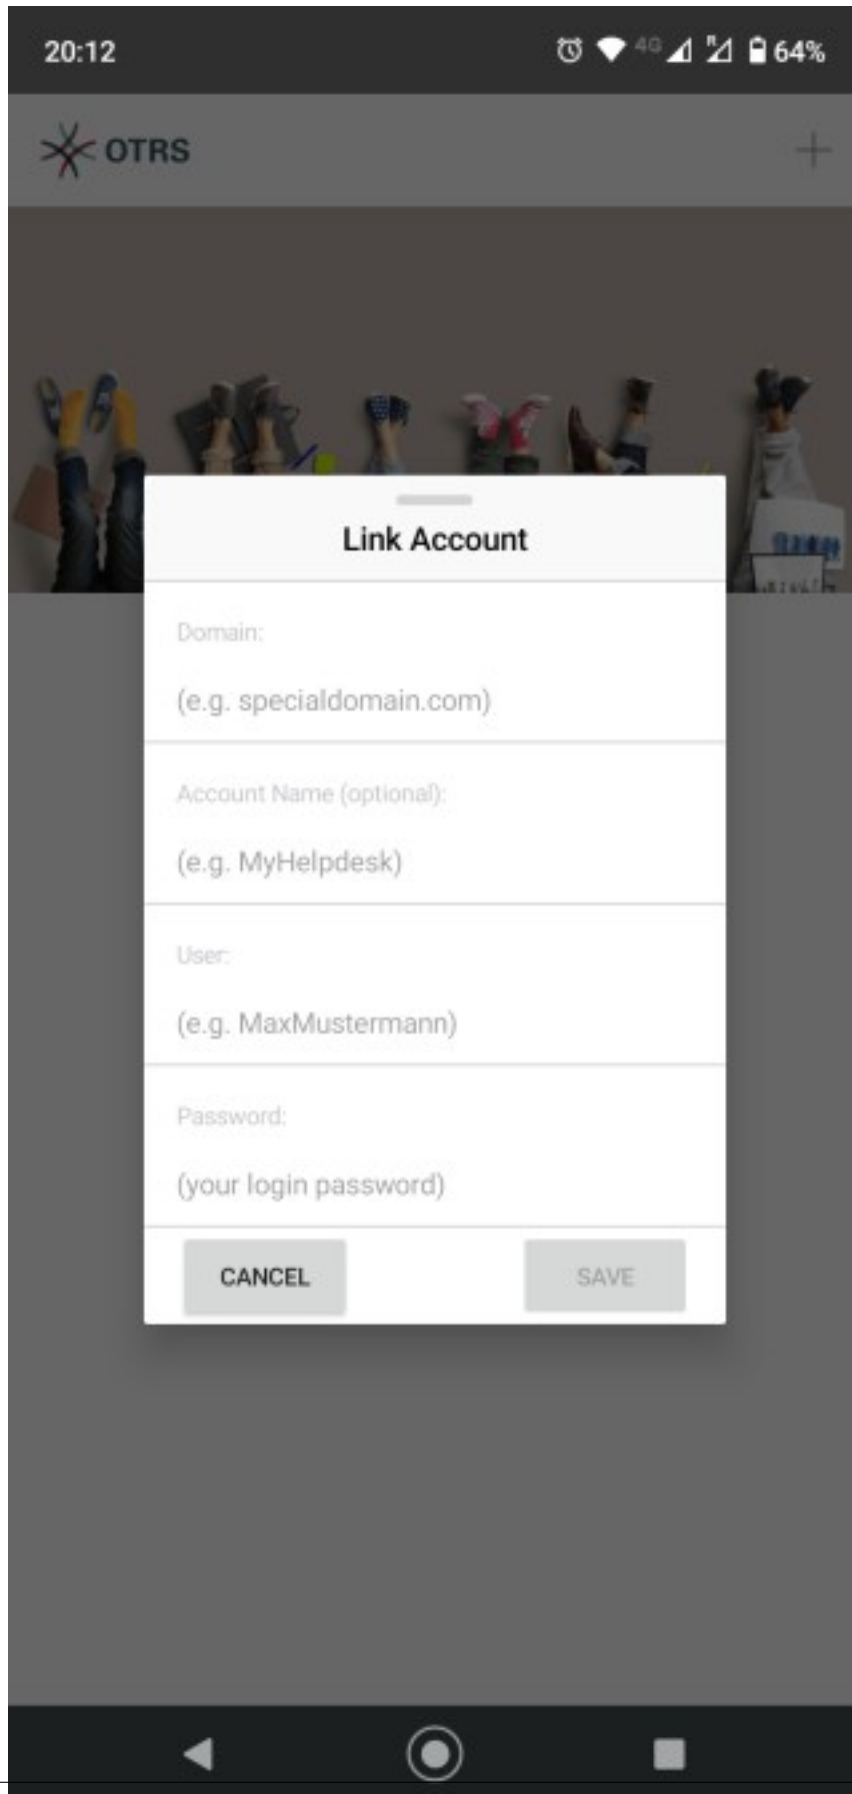 20:12
4G R 64%
OTRS
Link Account
Domain:
(e.g. specialdomain.com)
Account Name (optional):
(e.g. MyHelpdesk)
User:
(e.g. MaxMustermann)
Password:
(your login password)
CANCEL SAVE